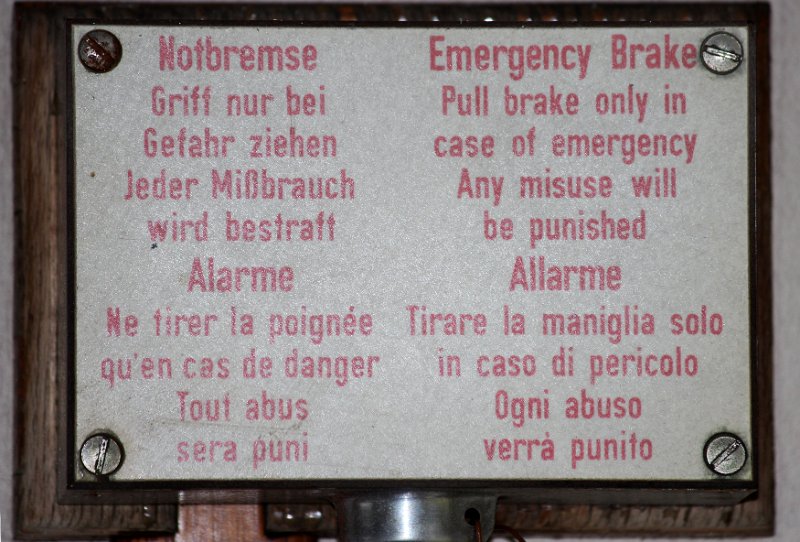 Notbremse
Griff nur bei
Gefahr ziehen
Jeder Mißbrauch
wird bestraft
Emergency Brake
Pull brake only in
case of emergency
Any misuse will
be punished
Alarme
Ne tirer la poignée
qu'en cas de danger
Tout abus
sera puni
Allarme
Tirare la maniglia solo
in caso di pericolo
Ogni abuso
verrà punito